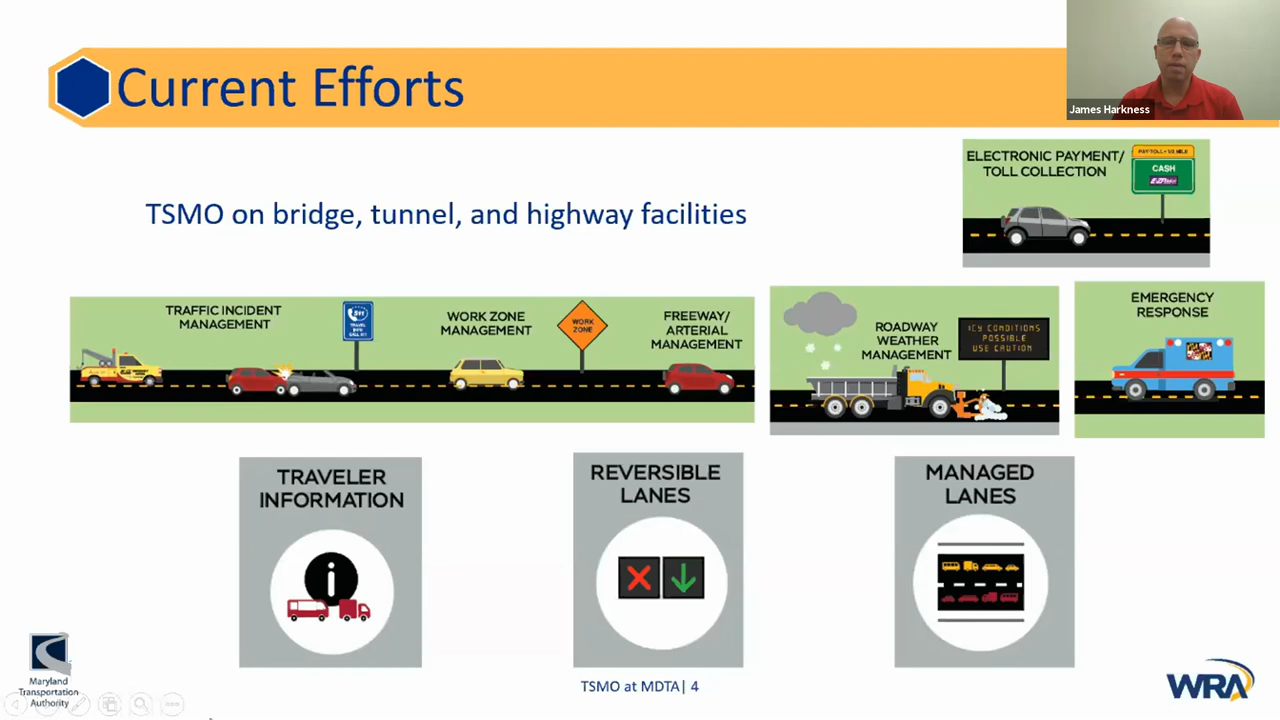 Current Efforts
James Harkness
TSMO on bridge, tunnel, and highway facilities
ELECTRONIC PAYMENT/
TOLL COLLECTION
CASH
TRAFFIC INCIDENT
MANAGEMENT
511
WORK ZONE
MANAGEMENT
WORK
ZONE
FREEWAY/
ARTERIAL
MANAGEMENT
ROADWAY
WEATHER
MANAGEMENT
ICY CONDITIONS
POSSIBLE
USE CAUTION
EMERGENCY
RESPONSE
TRAVELER
INFORMATION
REVERSIBLE
LANES
MANAGED
LANES
Maryland
Transportation
Authority
TSMO at MDTA| 4
WRA